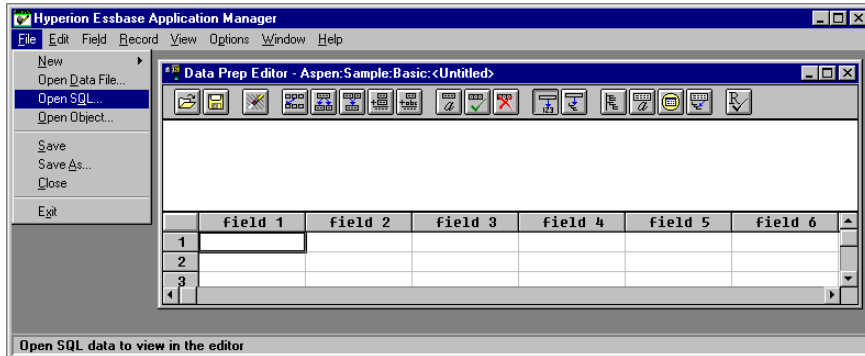 Hyperion Essbase Application Manager
File Edit Field Record View Options Window Help
New
Open Data File...
Open SQL...
Open Object...
Save
Save As...
Close
Exit
Data Prep Editor - Aspen:Sample:Basic:<Untitled>
field 1 field 2 field 3 field 4 field 5 field 6
1
2
3
Open SQL data to view in the editor